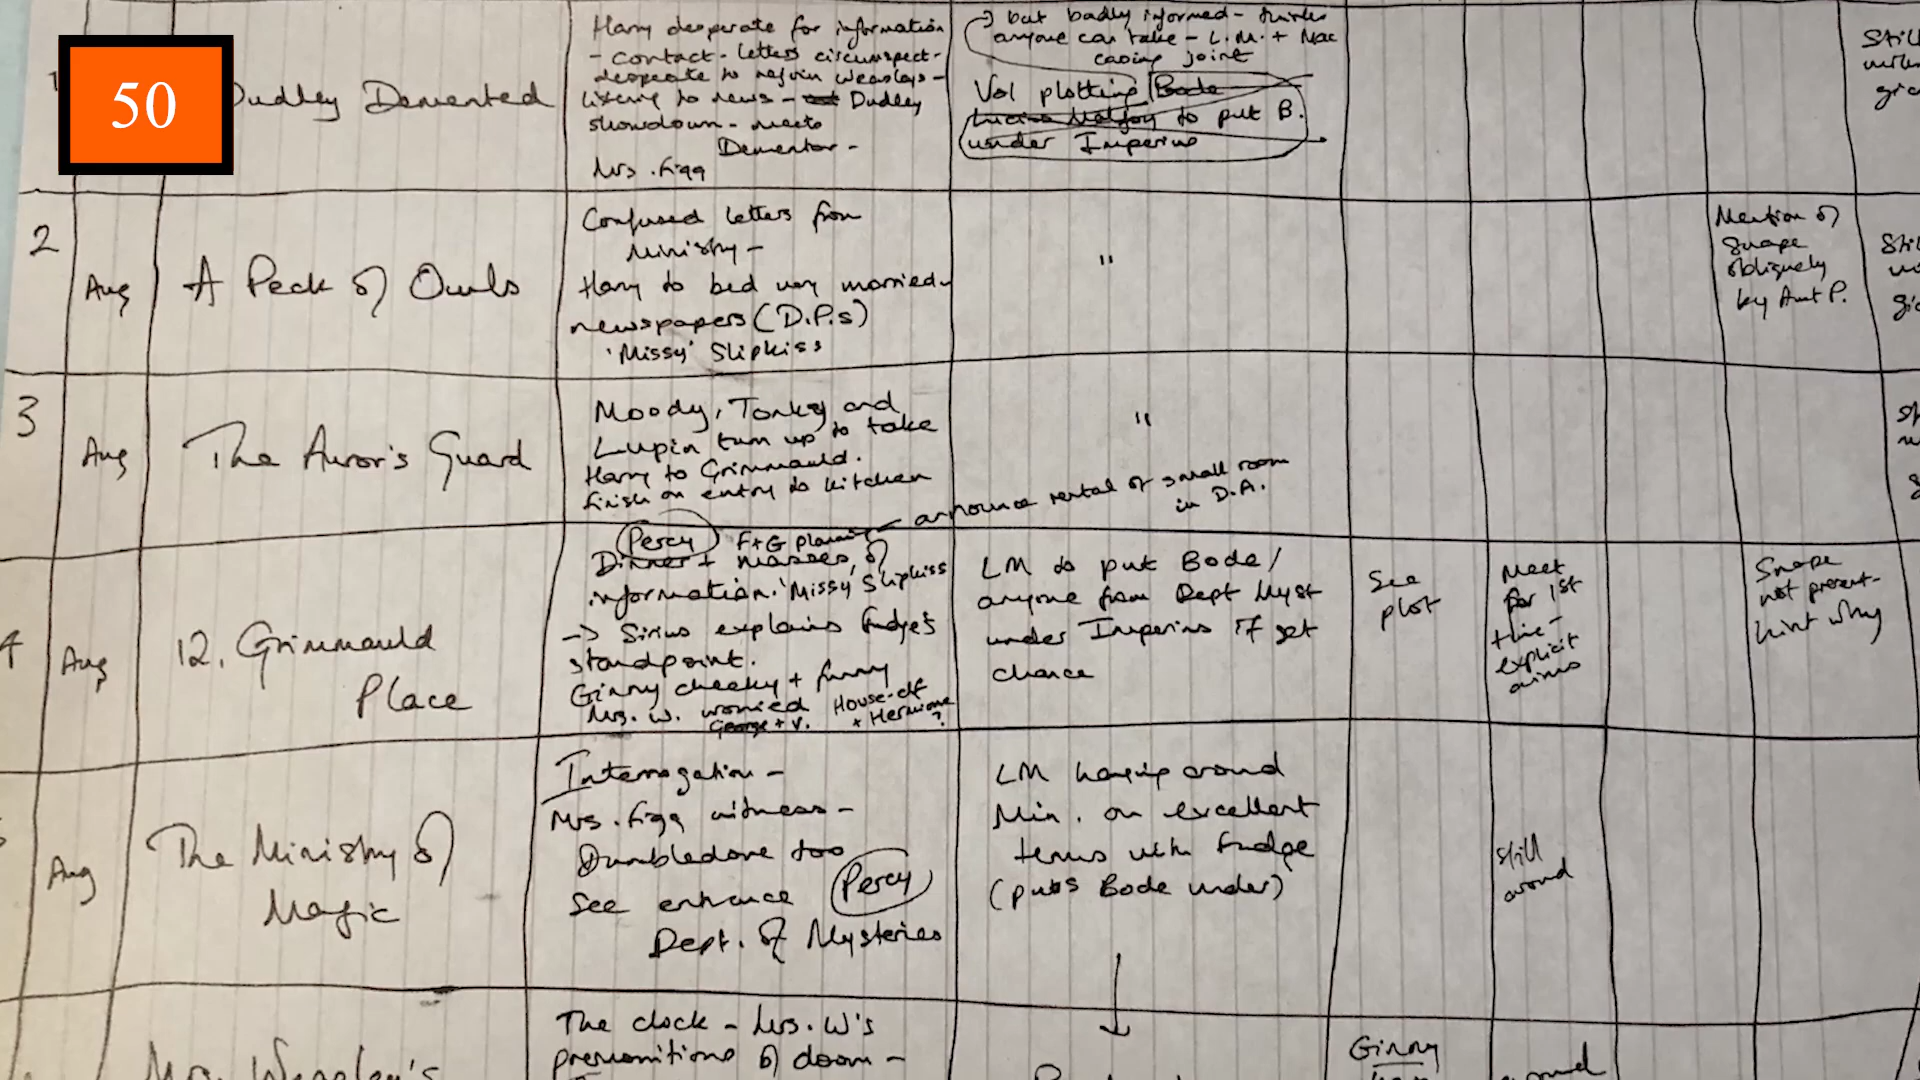 50
1
Dudley Demented
Harry desperate for information
- contact - letters circumspect -
desperate to rejoin Weasleys -
listening to news - Dudley
showdown - meets
Dementor -
Mrs. Figg
but badly informed - thinks
anyone can take - L.M. + Mac
casing joint
Vol plotting Bode
Lucius Malfoy to put B.
under Imperius
Still
2
Aug
A Peck of Owls
Confused letters from
Ministry -
Harry to bed very worried -
newspapers (D.P.s)
'Missy' Slipkiss
"
Mention of
Snape
obliquely
by Aunt P.
3
Aug
The Auror's Guard
Moody, Tonks and
Lupin turn up to take
Harry to Grimmauld.
finish on entry to kitchen
"
announce rental of small room
in D.A.
4
Aug
12, Grimmauld
Place
Percy F+G planning
Dinner + masses of
information. 'Missy' Slipkiss
-> Sirius explains Fudge's
standpoint.
Ginny cheeky + funny
Mrs. W. worried House-elf
George + V. + Hermione
?
LM to put Bode /
anyone from Dept Myst
under Imperius if get
chance
See
plot
Meet
for 1st
time -
explicit
aims
Snape
not present -
hint why
Aug
The Ministry of
Magic
Interrogation -
Mrs. Figg witness -
Dumbledore too
See entrance Percy
Dept. of Mysteries
LM hanging around
Min. on excellent
terms with Fudge
(puts Bode under)
still
around
Mrs Weasley's
The clock - Mrs. W's
premonitions of doom -
Ginny
around